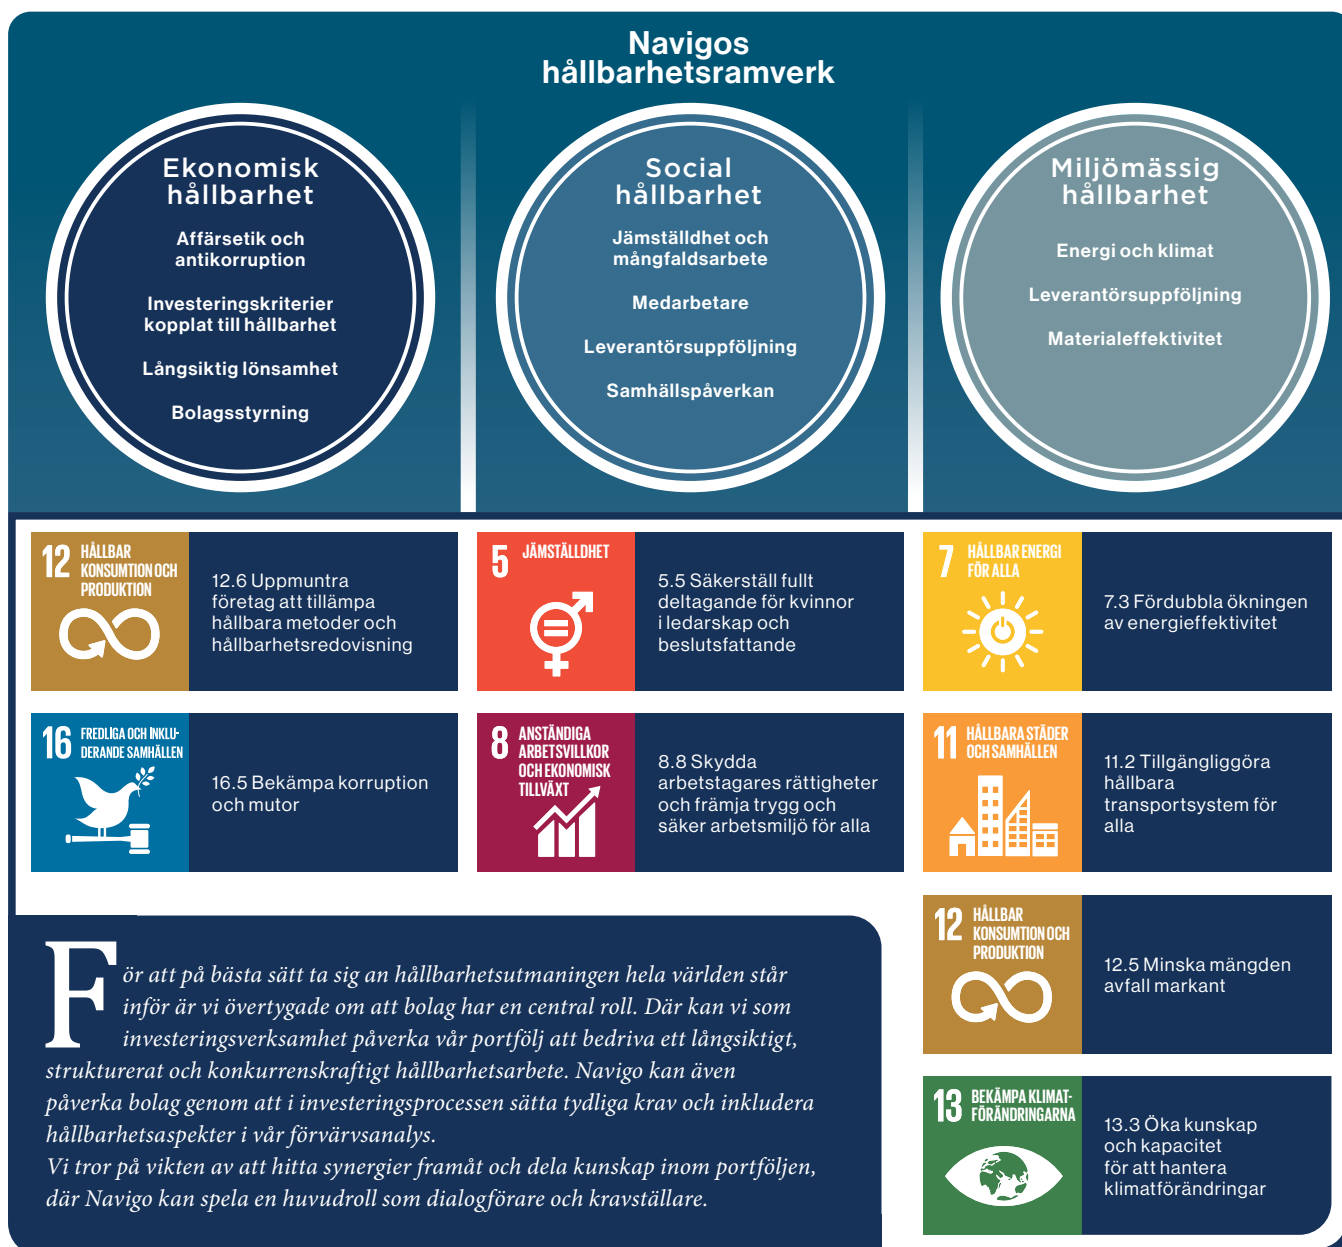 Navigos
hållbarhetsramverk
Ekonomisk
hållbarhet
Affärsetik och
antikorruption
Investeringskriterier
kopplat till hållbarhet
Långsiktig lönsamhet
Bolagsstyrning
Social
hållbarhet
Jämställdhet och
mångfaldsarbete
Medarbetare
Leverantörsuppföljning
Samhällspåverkan
Miljömässig
hållbarhet
Energi och klimat
Leverantörsuppföljning
Materialeffektivitet
12 HÅLLBAR
KONSUMTION OCH
PRODUKTION
12.6 Uppmuntra
företag att tillämpa
hållbara metoder och
hållbarhetsredovisning
16 FREDLIGA OCH INKLU-
DERANDE SAMHÄLLEN
16.5 Bekämpa korruption
och mutor
5 JÄMSTÄLLDHET
5.5 Säkerställ fullt
deltagande för kvinnor
i ledarskap och
beslutsfattande
8 ANSTÄNDIGA
ARBETSVILLKOR
OCH EKONOMISK
TILLVÄXT
8.8 Skydda
arbetstagares rättigheter
och främja trygg och
säker arbetsmiljö för alla
7 HÅLLBAR ENERGI
FÖR ALLA
7.3 Fördubbla ökningen
av energieffektivitet
11 HÅLLBARA STÄDER
OCH SAMHÄLLEN
11.2 Tillgängliggöra
hållbara
transportsystem för
alla
12 HÅLLBAR
KONSUMTION OCH
PRODUKTION
12.5 Minska mängden
avfall markant
13 BEKÄMPA KLIMAT-
FÖRÄNDRINGARNA
13.3 Öka kunskap
och kapacitet
för att hantera
klimatförändringar
För att på bästa sätt ta sig an hållbarhetsutmaningen hela världen står
inför är vi övertygade om att bolag har en central roll. Där kan vi som
investeringsverksamhet påverka vår portfölj att bedriva ett långsiktigt,
strukturerat och konkurrenskraftigt hållbarhetsarbete. Navigo kan även
påverka bolag genom att i investeringsprocessen sätta tydliga krav och inkludera
hållbarhetsaspekter i vår förvärvsanalys.
Vi tror på vikten av att hitta synergier framåt och dela kunskap inom portföljen,
där Navigo kan spela en huvudroll som dialogförare och kravställare.